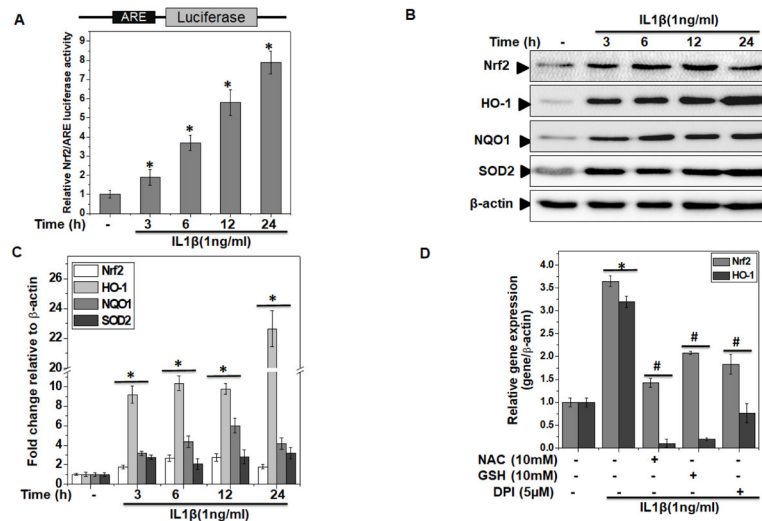 A
ARE
Luciferase
Relative Nrf2/ARE luciferase activity
9
8
7
6
5
4
3
2
1
0
*
*
*
*
Time (h) - 3 6 12 24
IL1β(1ng/ml)
B
IL1β(1ng/ml)
Time (h) - 3 6 12 24
Nrf2
HO-1
NQO1
SOD2
β-actin
C
Fold change relative to β-actin
26
24
22
20
10
8
6
4
2
0
Nrf2
HO-1
NQO1
SOD2
*
*
*
*
Time (h) - 3 6 12 24
IL1β(1ng/ml)
D
Relative gene expression
(gene/β-actin)
4.0
3.5
3.0
2.5
2.0
1.5
1.0
0.5
0.0
Nrf2
HO-1
*
#
#
#
NAC (10mM) - - + - -
GSH (10mM) - - - + -
DPI (5µM) - - - - +
IL1β(1ng/ml)